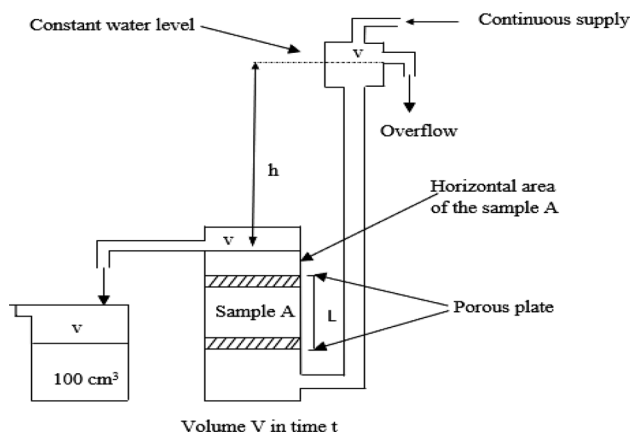 Continuous supply
Constant water level
v
Overflow
h
Horizontal area
of the sample A
v
Sample A
L
Porous plate
v
100 cm³
Volume V in time t